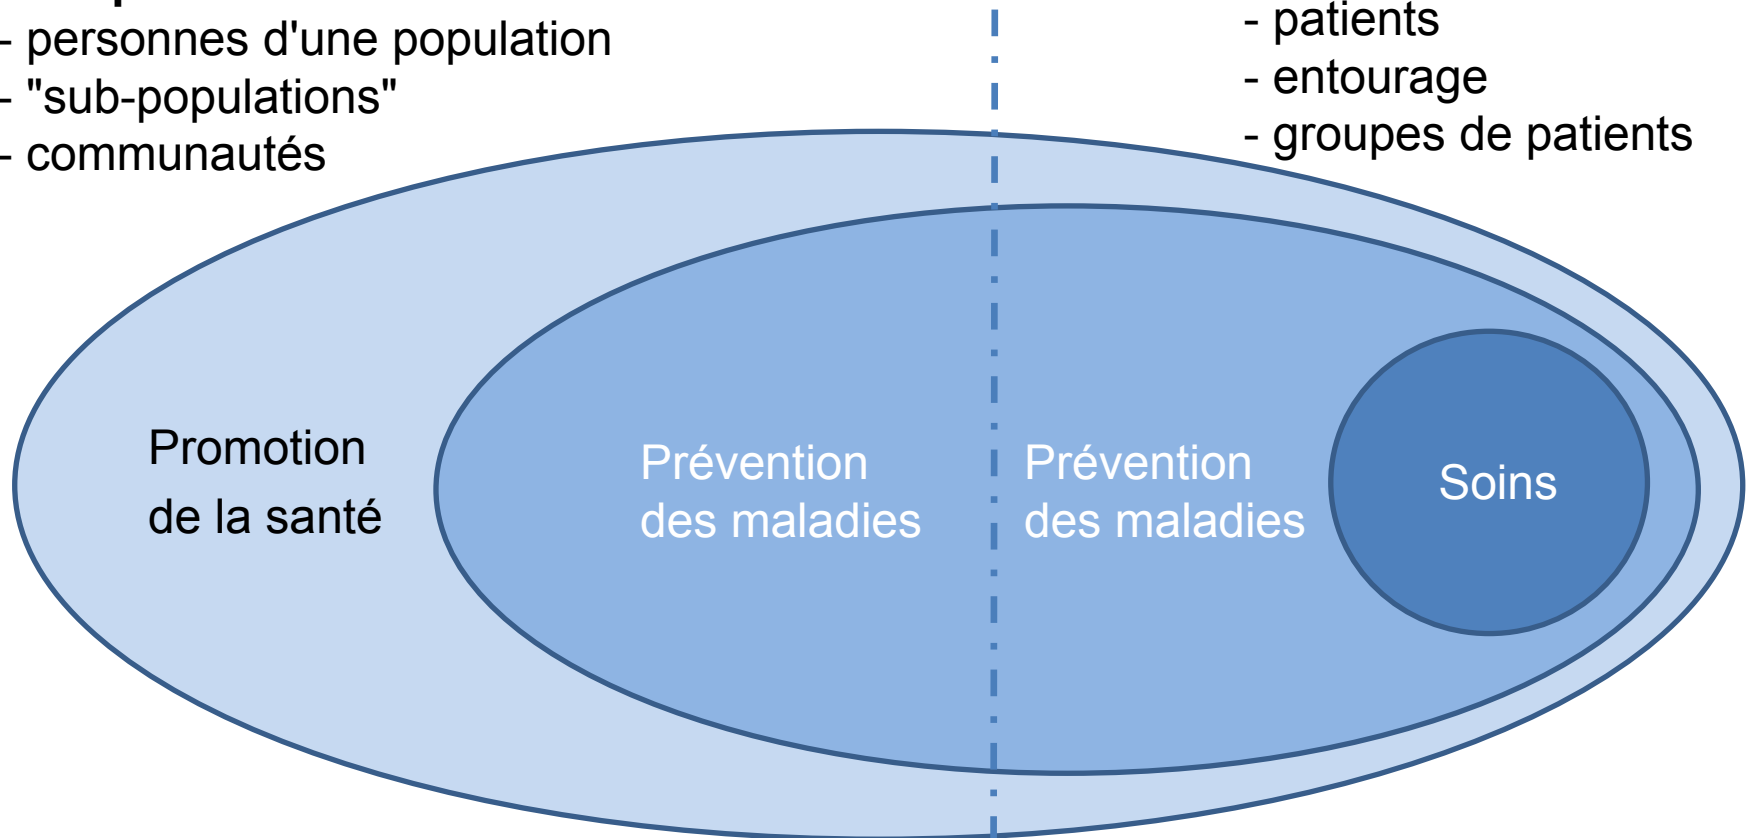 - personnes d'une population
- "sub-populations"
- communautés
- patients
- entourage
- groupes de patients
Promotion
de la santé
Prévention
des maladies
Prévention
des maladies
Soins